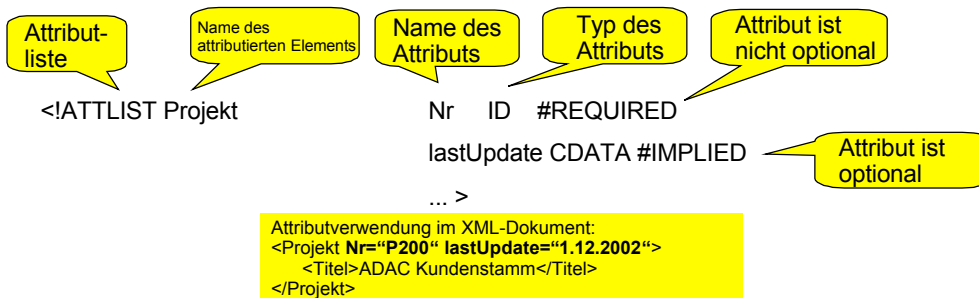 Attribut-
liste
Name des
attributierten Elements
Name des
Attributs
Typ des
Attributs
Attribut ist
nicht optional
<!ATTLIST Projekt Nr ID #REQUIRED
lastUpdate CDATA #IMPLIED
Attribut ist
optional
... >
Attributverwendung im XML-Dokument:
<Projekt Nr=“P200“ lastUpdate=“1.12.2002“>
<Titel>ADAC Kundenstamm</Titel>
</Projekt>